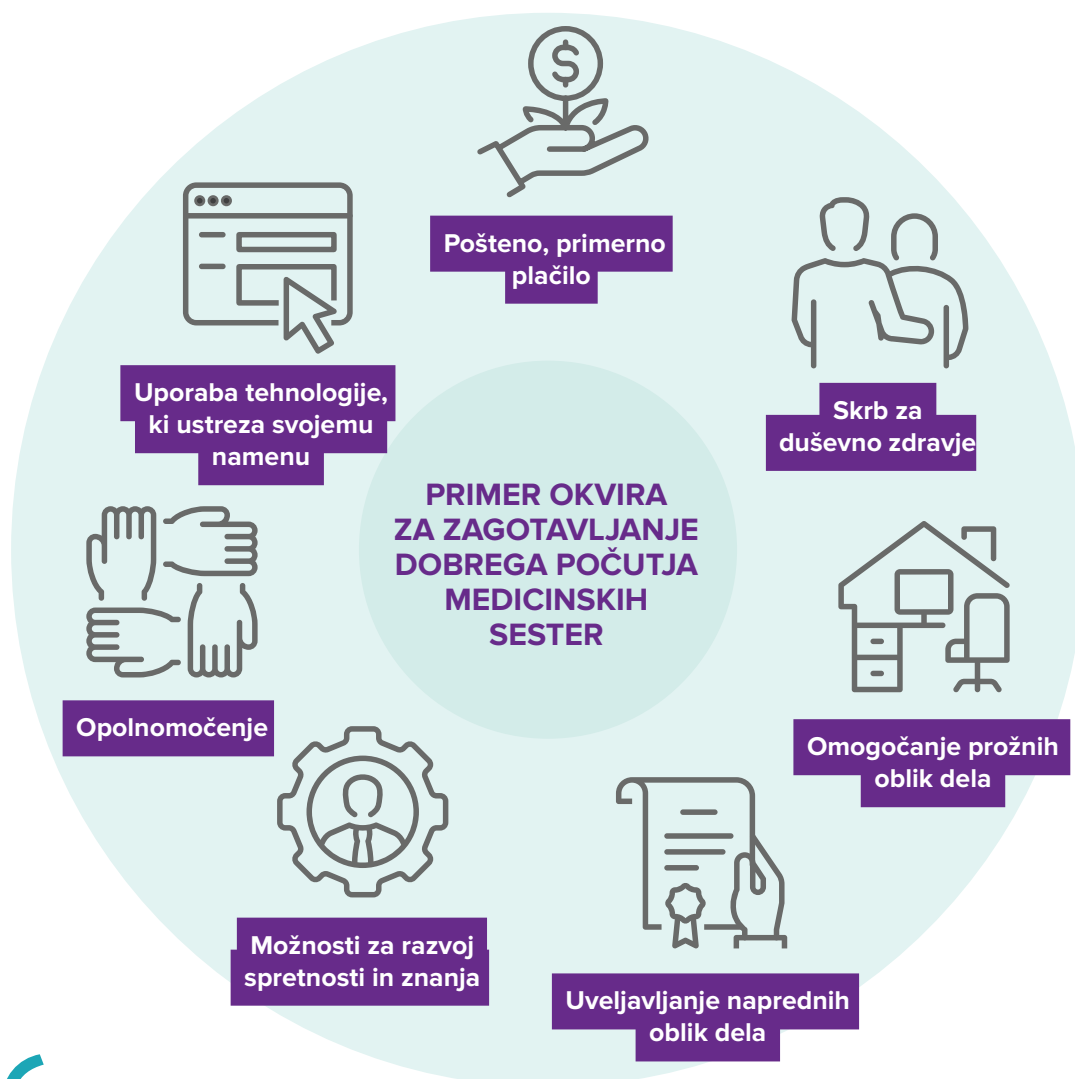 Pošteno, primerno
plačilo
Skrb za
duševno zdravje
Omogočanje prožnih
oblik dela
Uveljavljanje naprednih
oblik dela
Možnosti za razvoj
spretnosti in znanja
Opolnomočenje
Uporaba tehnologije,
ki ustreza svojemu
namenu
PRIMER OKVIRA
ZA ZAGOTAVLJANJE
DOBREGA POČUTJA
MEDICINSKIH
SESTER